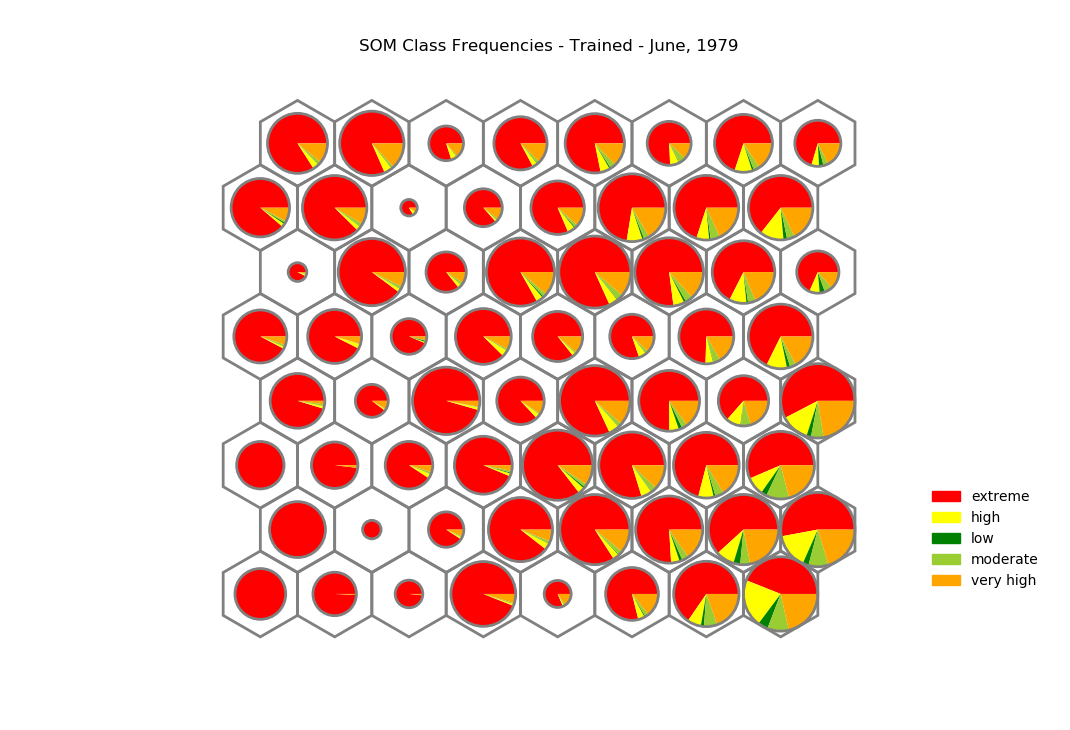 SOM Class Frequencies - Trained - June, 1979
extreme
high
low
moderate
very high